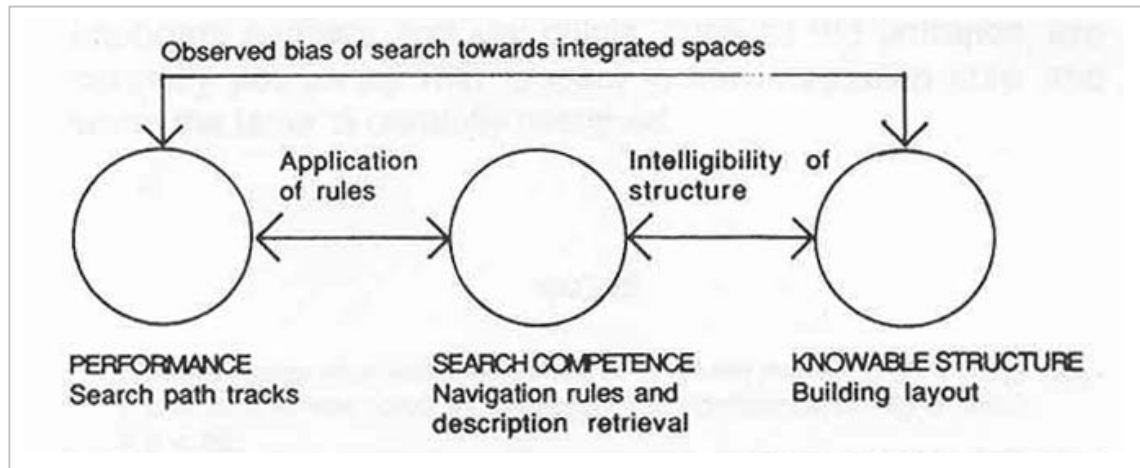 Observed bias of search towards integrated spaces
Application
of rules
Intelligibility of
structure
PERFORMANCE
Search path tracks
SEARCH COMPETENCE
Navigation rules and
description retrieval
KNOWABLE STRUCTURE
Building layout